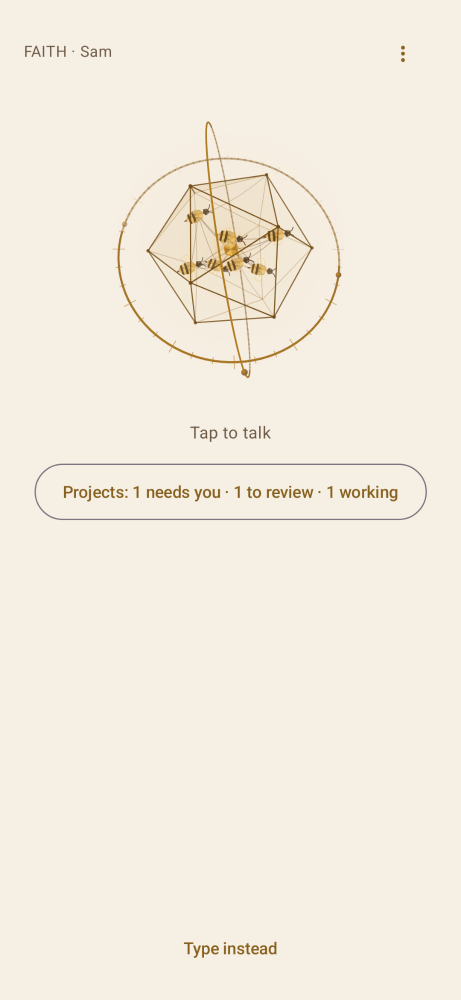 FAITH · Sam
Tap to talk
Projects: 1 needs you · 1 to review · 1 working
Type instead